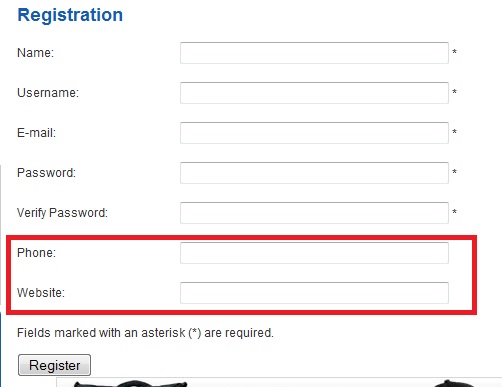 Registration
Name: *
Username: *
E-mail: *
Password: *
Verify Password: *
Phone:
Website:
Fields marked with an asterisk (*) are required.
Register